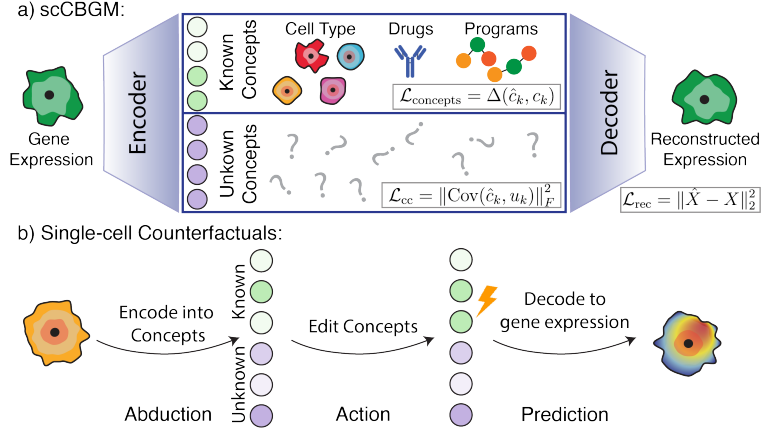 a) scCBGM:
Cell Type
Drugs
Programs
Known
Concepts
Encoder
Decoder
Gene
Expression
Reconstructed
Expression
$\mathcal{L}_{\text{concepts}} = \Delta(\hat{c}_k, c_k)$
Unkown
Concepts
? ? ? ? ? ? ? ? ?
$\mathcal{L}_{\text{cc}} = \|\text{Cov}(\hat{c}_k, u_k)\|_F^2$
$\mathcal{L}_{\text{rec}} = \|\hat{X} - X\|_2^2$
b) Single-cell Counterfactuals:
Known
Unknown
Encode into
Concepts
Edit Concepts
Decode to
gene expression
Abduction
Action
Prediction